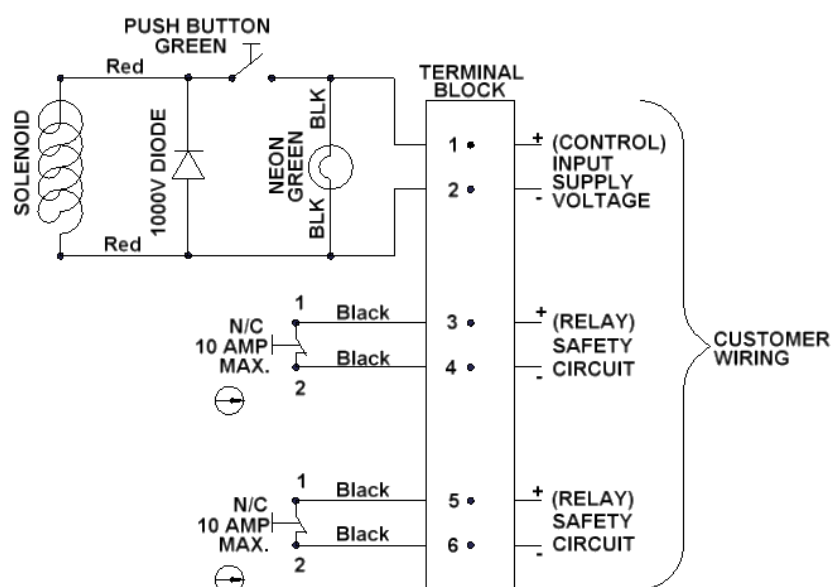 PUSH BUTTON
GREEN
Red
SOLENOID
1000V DIODE
BLK
NEON
GREEN
BLK
Red
TERMINAL
BLOCK
1
+
(CONTROL)
INPUT
2
SUPPLY
-
VOLTAGE
1
N/C
10 AMP
MAX.
2
Black
Black
3
4
+
(RELAY)
SAFETY
-
CIRCUIT
CUSTOMER
WIRING
1
N/C
10 AMP
MAX.
2
Black
Black
5
6
+
(RELAY)
SAFETY
-
CIRCUIT